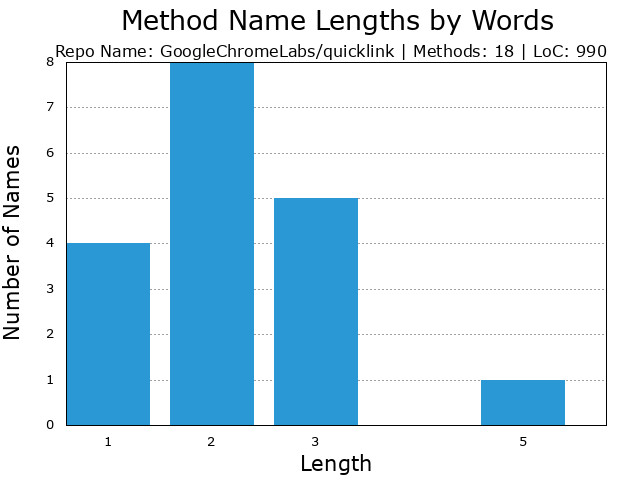 Method Name Lengths by Words
Repo Name: GoogleChromeLabs/quicklink | Methods: 18 | LoC: 990
Number of Names
8
7
6
5
4
3
2
1
0
1 2 3 5
Length